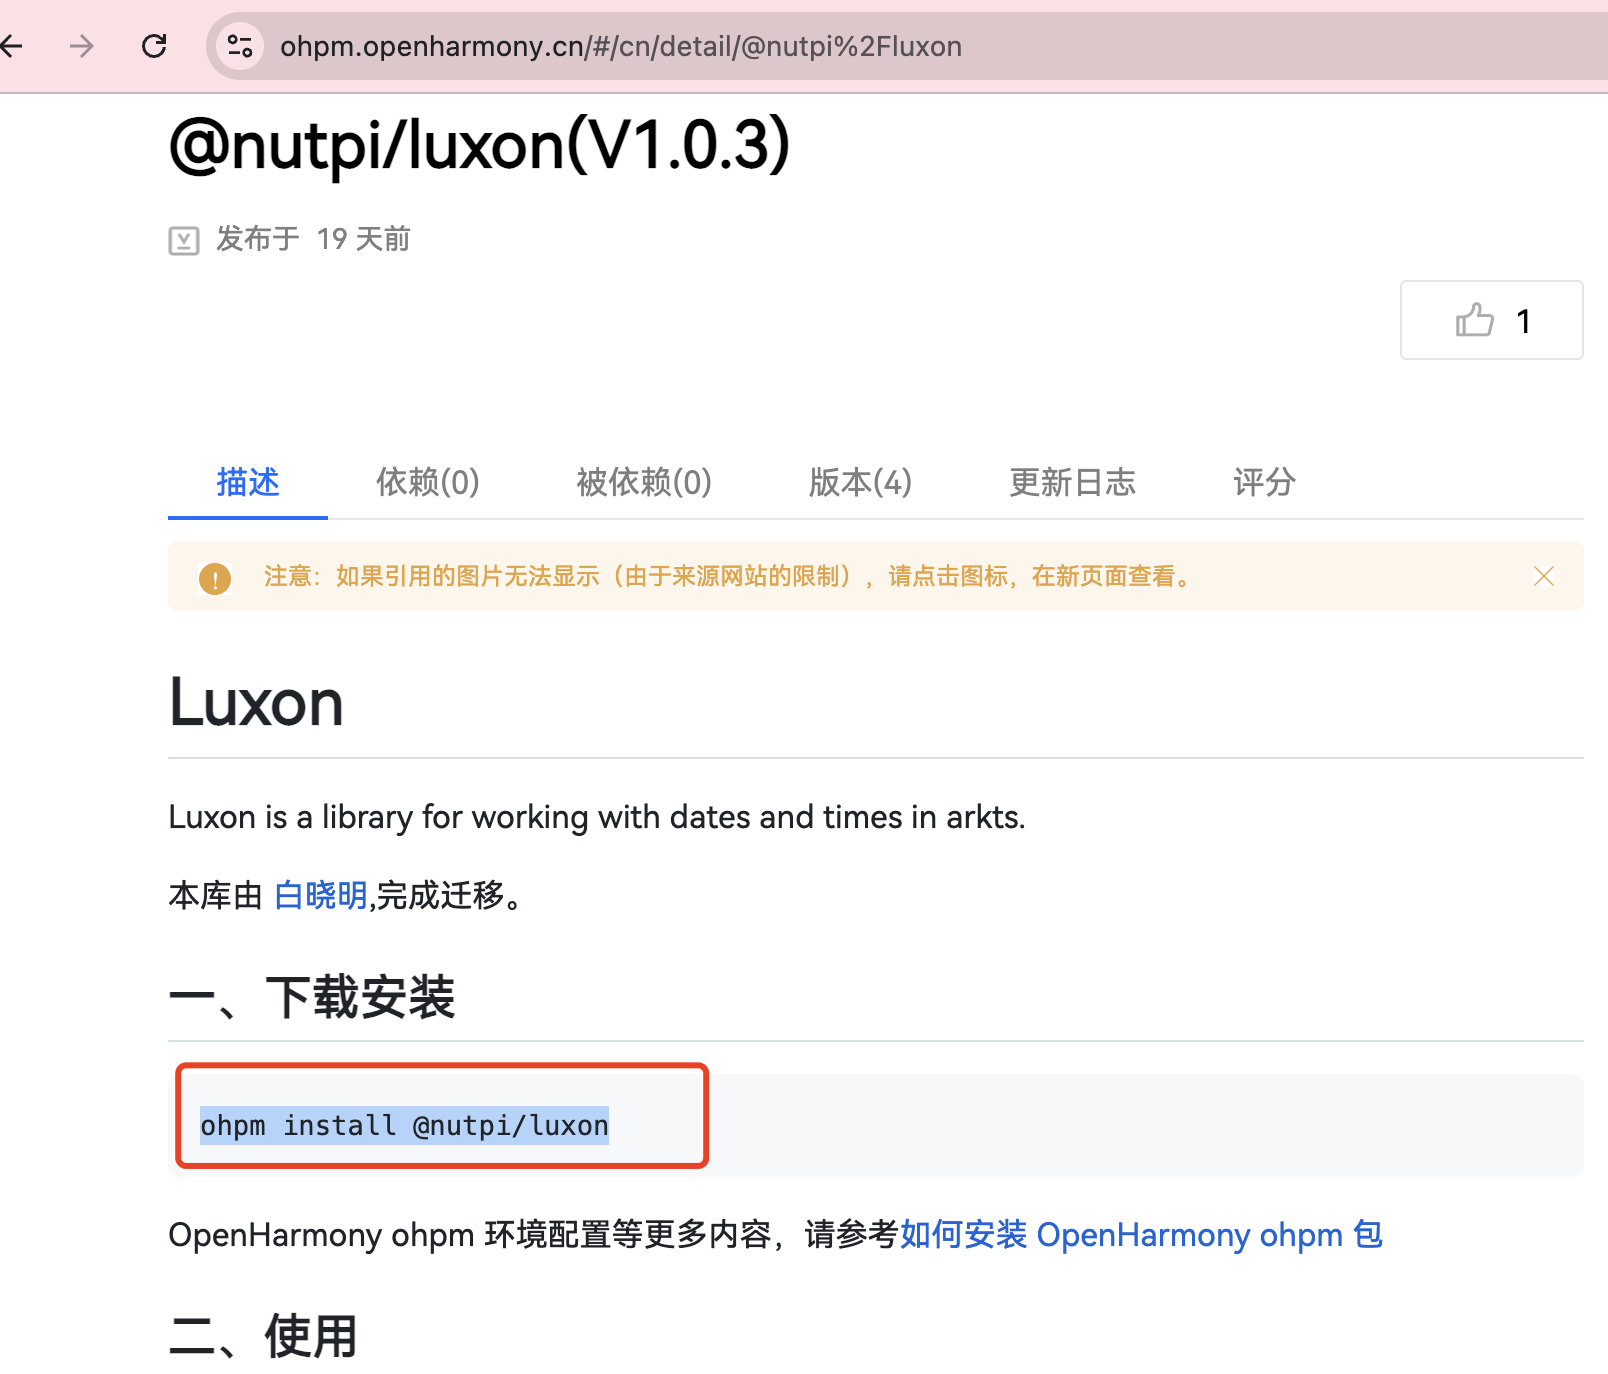 ohpm.openharmony.cn/#/cn/detail/@nutpi%2Fluxon
@nutpi/luxon(V1.0.3)
发布于 19 天前
1
描述 依赖(0) 被依赖(0) 版本(4) 更新日志 评分
注意：如果引用的图片无法显示（由于来源网站的限制），请点击图标，在新页面查看。
Luxon
Luxon is a library for working with dates and times in arkts.
本库由 白晓明,完成迁移。
一、下载安装
ohpm install @nutpi/luxon
OpenHarmony ohpm 环境配置等更多内容，请参考如何安装 OpenHarmony ohpm 包
二、使用